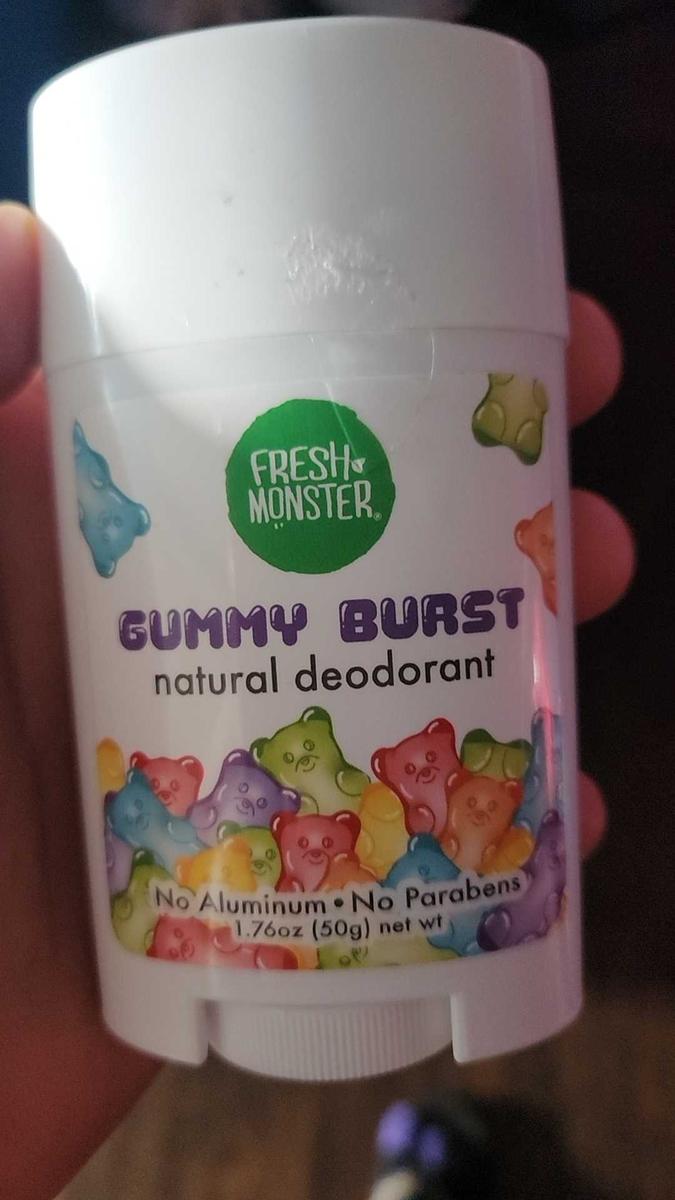 FRESH
MONSTER®
GUMMY BURST
natural deodorant
No Aluminum • No Parabens
1.76oz (50g) net wt